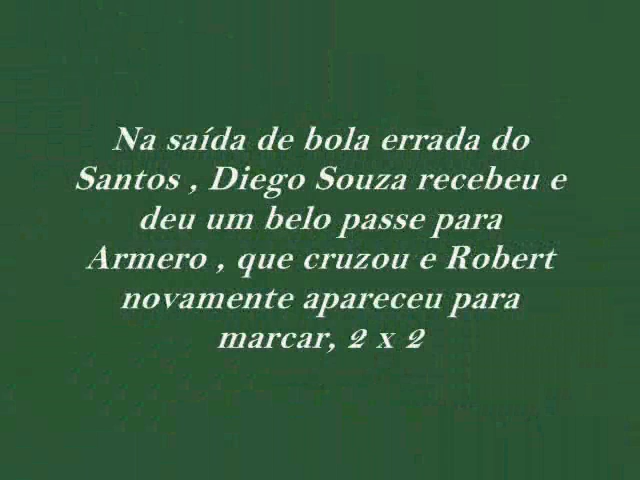 Na saída de bola errada do
Santos , Diego Souza recebeu e
deu um belo passe para
Armero , que cruzou e Robert
novamente apareceu para
marcar, 2 x 2